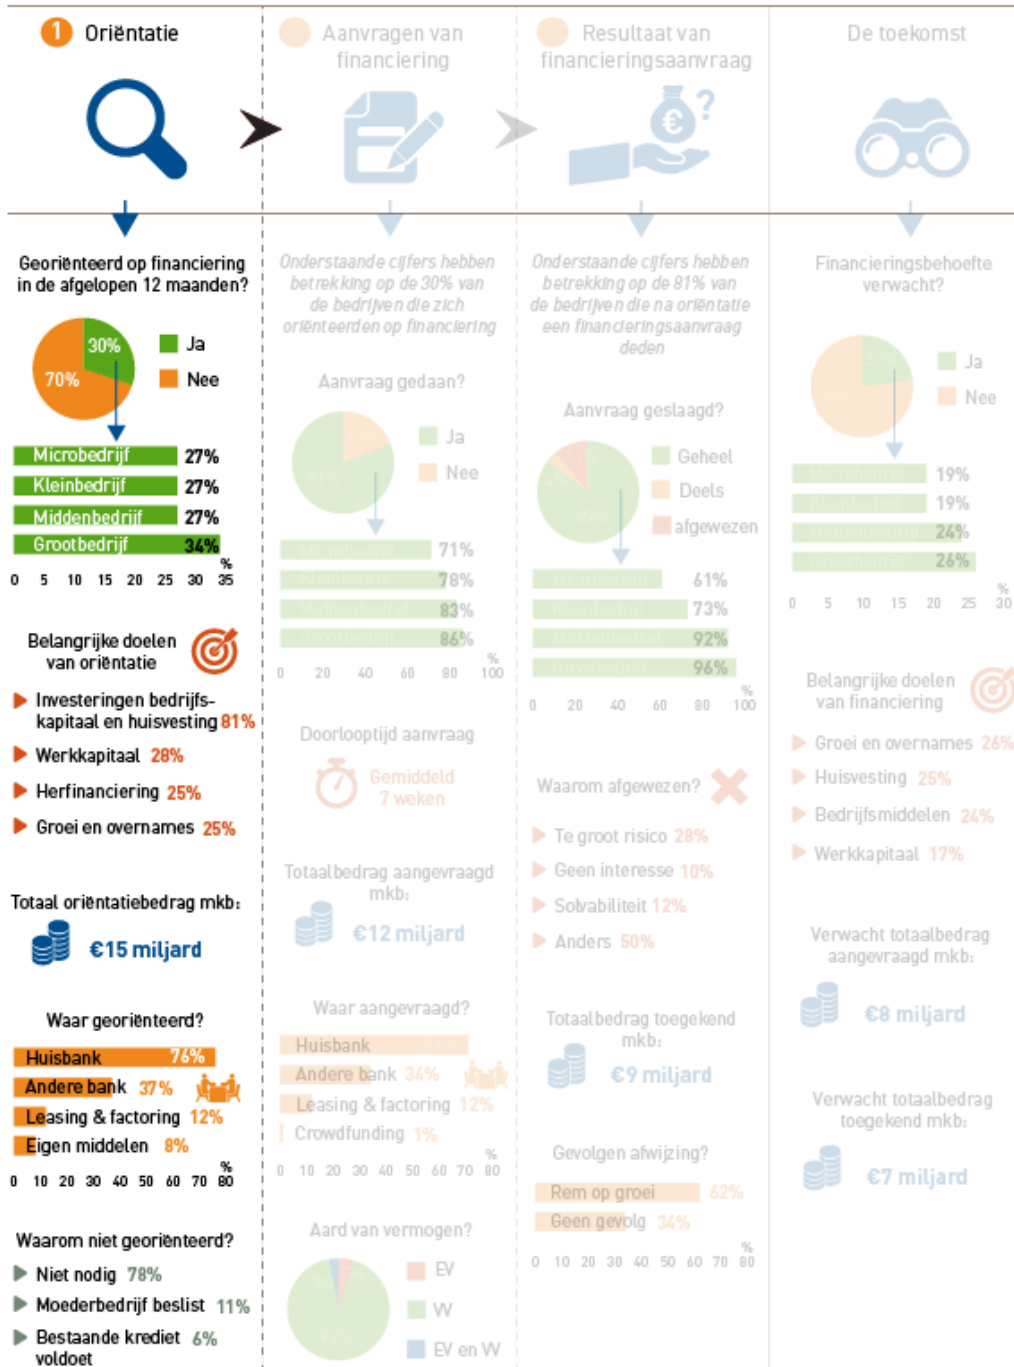 1 Oriëntatie
Georiënteerd op financiering
in de afgelopen 12 maanden?
30%
70%
Ja
Nee
Microbedrijf 27%
Kleinbedrijf 27%
Middenbedrijf 27%
Grootbedrijf 34%
%
0 5 10 15 20 25 30 35
Belangrijke doelen
van oriëntatie
Investeringen bedrijfs-
kapitaal en huisvesting 81%
Werkkapitaal 28%
Herfinanciering 25%
Groei en overnames 25%
Totaal oriëntatiebedrag mkb:
€15 miljard
Waar georiënteerd?
Huisbank 76%
Andere bank 37%
Leasing & factoring 12%
Eigen middelen 8%
%
0 10 20 30 40 50 60 70 80
Waarom niet georiënteerd?
Niet nodig 78%
Moederbedrijf beslist 11%
Bestaande krediet 6%
voldoet
Aanvragen van
financiering
Onderstaande cijfers hebben
betrekking op de 30% van
de bedrijven die zich
oriënteerden op financiering
Aanvraag gedaan?
Ja
Nee
71%
78%
Middenbedrijf 83%
Grootbedrijf 86%
%
0 20 40 60 80 100
Doorlooptijd aanvraag
Gemiddeld
7 weken
Totaalbedrag aangevraagd
mkb:
€12 miljard
Waar aangevraagd?
Huisbank
Andere bank 34%
Leasing & factoring 12%
Crowdfunding 1%
%
0 10 20 30 40 50 60 70 80
Aard van vermogen?
EV
VV
EV en VV
Resultaat van
financieringsaanvraag
€?
Onderstaande cijfers hebben
betrekking op de 81% van
de bedrijven die na oriëntatie
een financieringsaanvraag
deden
Aanvraag geslaagd?
Geheel
Deels
afgewezen
Microbedrijf 61%
Kleinbedrijf 73%
Middenbedrijf 92%
Grootbedrijf 96%
%
0 20 40 60 80 100
Waarom afgewezen?
Te groot risico 28%
Geen interesse 10%
Solvabiliteit 12%
Anders 50%
Totaalbedrag toegekend
mkb:
€9 miljard
Gevolgen afwijzing?
Rem op groei 62%
Geen gevolg 34%
%
0 10 20 30 40 50 60 70 80
De toekomst
Financieringsbehoefte
verwacht?
Ja
Nee
Microbedrijf 19%
Kleinbedrijf 19%
Middenbedrijf 24%
Grootbedrijf 26%
%
0 5 10 15 20 25 30
Belangrijke doelen
van financiering
Groei en overnames 26%
Huisvesting 25%
Bedrijfsmiddelen 24%
Werkkapitaal 17%
Verwacht totaalbedrag
aangevraagd mkb:
€8 miljard
Verwacht totaalbedrag
toegekend mkb:
€7 miljard